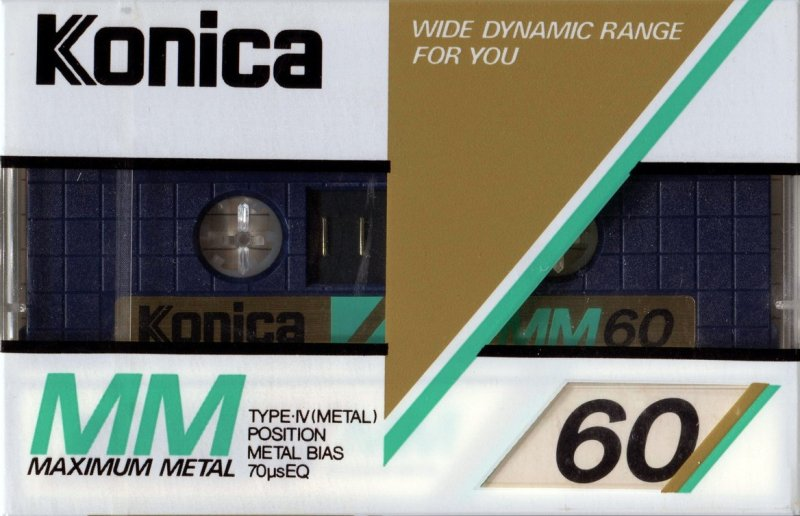 Konica
WIDE DYNAMIC RANGE
FOR YOU
Konica
MM60
MM
MAXIMUM METAL
TYPE·IV(METAL)
POSITION
METAL BIAS
70µsEQ
60